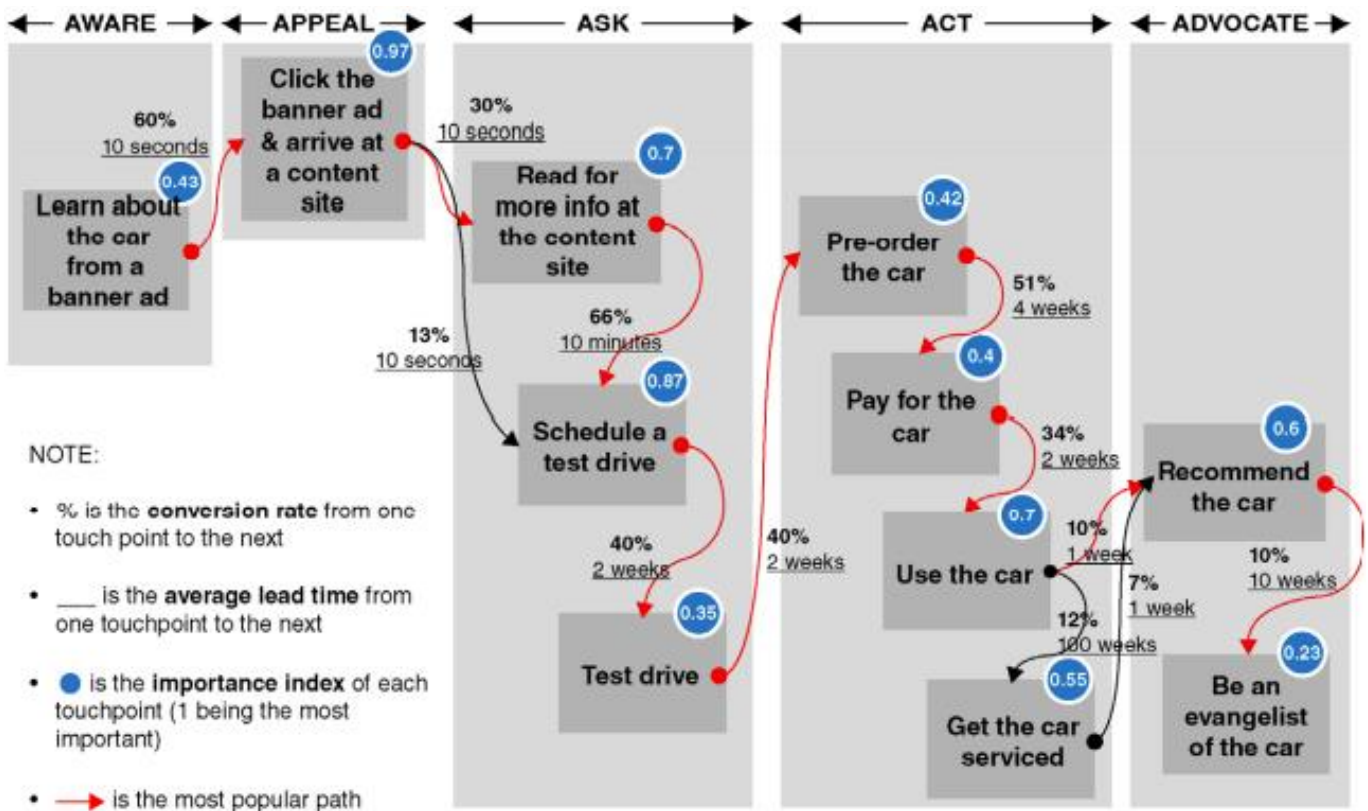 AWARE
APPEAL
ASK
ACT
ADVOCATE
0.97
Click the
banner ad
& arrive at
a content
site
60%
10 seconds
0.43
Learn about
the car
from a
banner ad
30%
10 seconds
0.7
Read for
more info at
the content
site
13%
10 seconds
66%
10 minutes
0.87
Schedule a
test drive
40%
2 weeks
0.35
Test drive
40%
2 weeks
0.42
Pre-order
the car
51%
4 weeks
0.4
Pay for the
car
34%
2 weeks
0.7
Use the car
10%
1 week
12%
100 weeks
7%
1 week
0.55
Get the car
serviced
0.6
Recommend
the car
10%
10 weeks
0.23
Be an
evangelist
of the car
NOTE:
• % is the conversion rate from one
touch point to the next
• ___ is the average lead time from
one touchpoint to the next
• is the importance index of each
touchpoint (1 being the most
important)
• is the most popular path